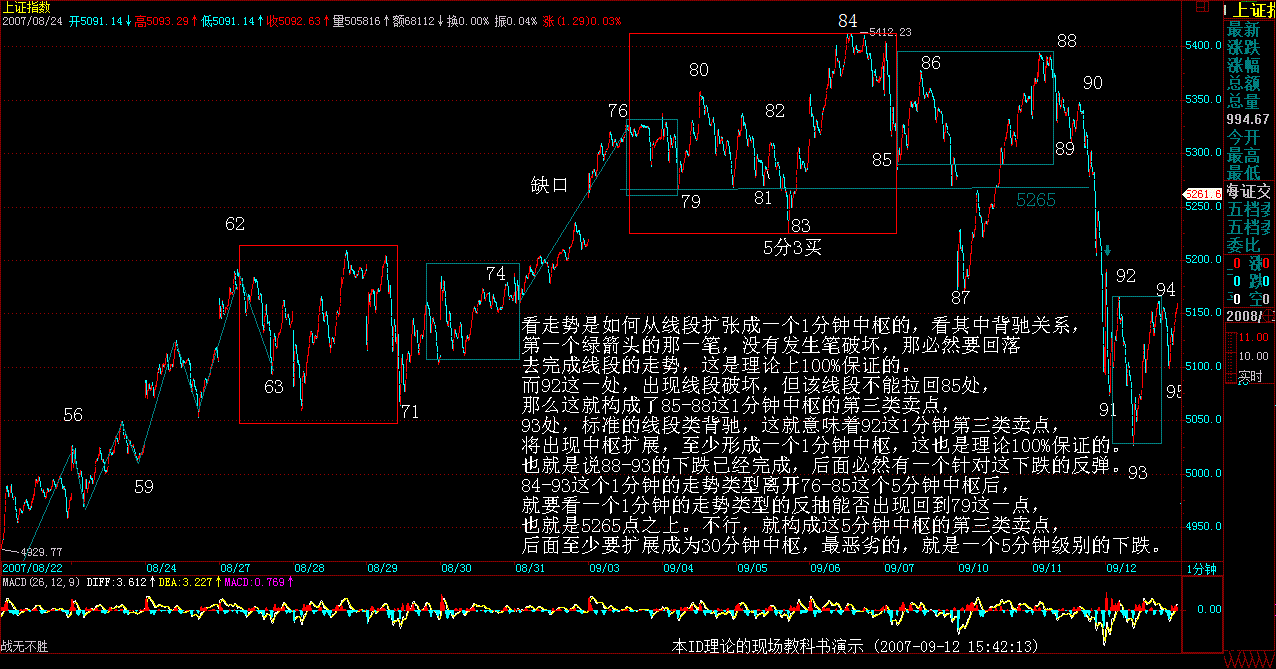 上证指数
2007/08/24 开5091.14↓高5093.29↑低5091.14↑收5092.83↑量505816↑额68112↓换0.00% 振0.04% 涨(1.29)0.03%
84
5412.23
88
86
80
90
76
82
85
89
缺口
79
81
5265
83
5分3买
62
74
92
94
87
63
71
56
59
91
93
95
看走势是如何从线段扩张成一个1分钟中枢的，看其中背驰关系，
第一个绿箭头的那一笔，没有发生笔破坏，那必然要回落
去完成线段的走势，这是理论上100%保证的。
而92这一处，出现线段破坏，但该线段不能拉回85处，
那么这就构成了85-88这1分钟中枢的第三类卖点，
93处，标准的线段类背驰，这就意味着92这1分钟第三类卖点，
将出现中枢扩展，至少形成一个1分钟中枢，这也是理论100%保证的。
也就是说88-93的下跌已经完成，后面必然有一个针对这下跌的反弹。
84-93这个1分钟的走势类型离开76-85这个5分钟中枢后，
就要看一个1分钟的走势类型的反抽能否出现回到79这一点，
也就是5265点之上。不行，就构成这5分钟中枢的第三类卖点，
后面至少要扩展成为30分钟中枢，最恶劣的，就是一个5分钟级别的下跌。
4929.77
5400.0
5350.0
5300.0
5261.6
5250.0
5200.0
5150.0
5100.0
5050.0
5000.0
4950.0
2007/08/22 08/24 08/27 08/28 08/29 08/30 08/31 09/03 09/04 09/05 09/07 09/10 09/11 09/12 1分钟
MACD(26,12,9) DIFF:3.612↑DEA:3.227↑MACD:0.769↑
0.00
战无不胜
本ID理论的现场教科书演示 (2007-09-12 15:42:13)
上证指
最新
涨跌
涨幅
总额
总量
994.67
今开
最高
最低
海证交
五档
五档
委比
0 涨0
0 跌0
0 空0
2008/
11.00
10.00
实时